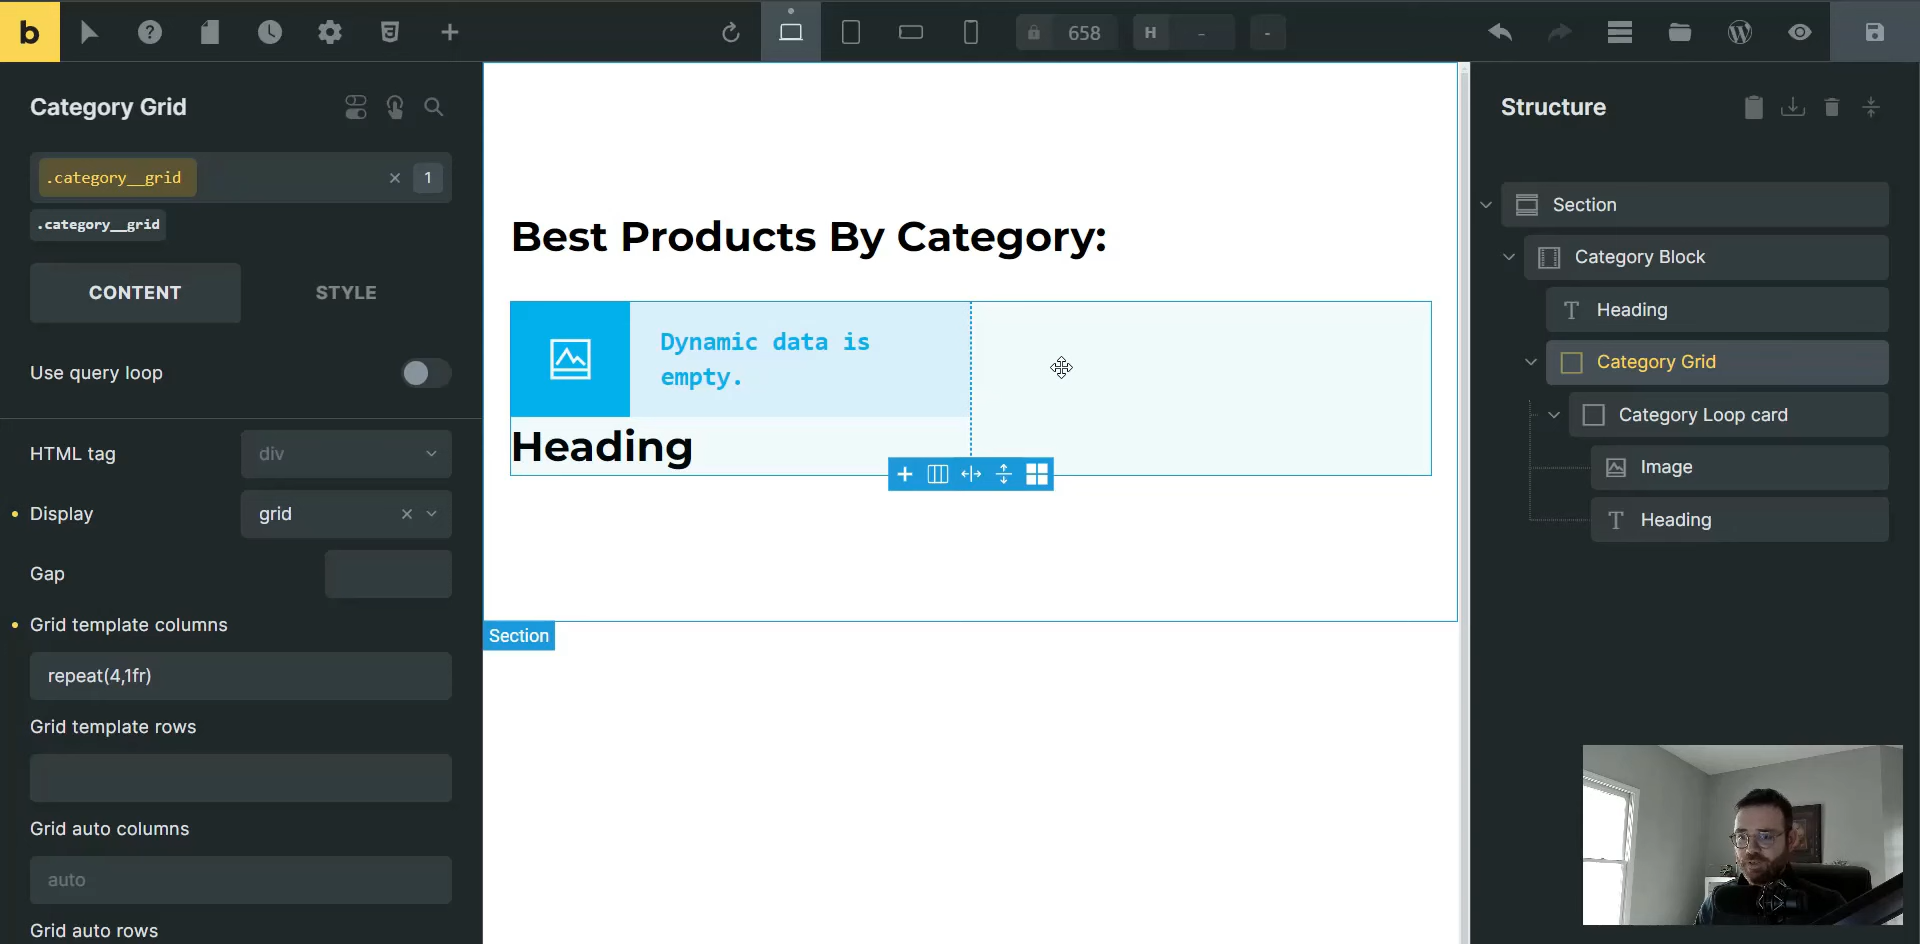 b
658
H
-
-
Category Grid
.category__grid
1
.category__grid
CONTENT
STYLE
Use query loop
HTML tag
div
Display
grid
Gap
Grid template columns
repeat(4,1fr)
Grid template rows
Grid auto columns
auto
Grid auto rows
Best Products By Category:
Dynamic data is
empty.
Heading
Section
Structure
Section
Category Block
Heading
Category Grid
Category Loop card
Image
Heading